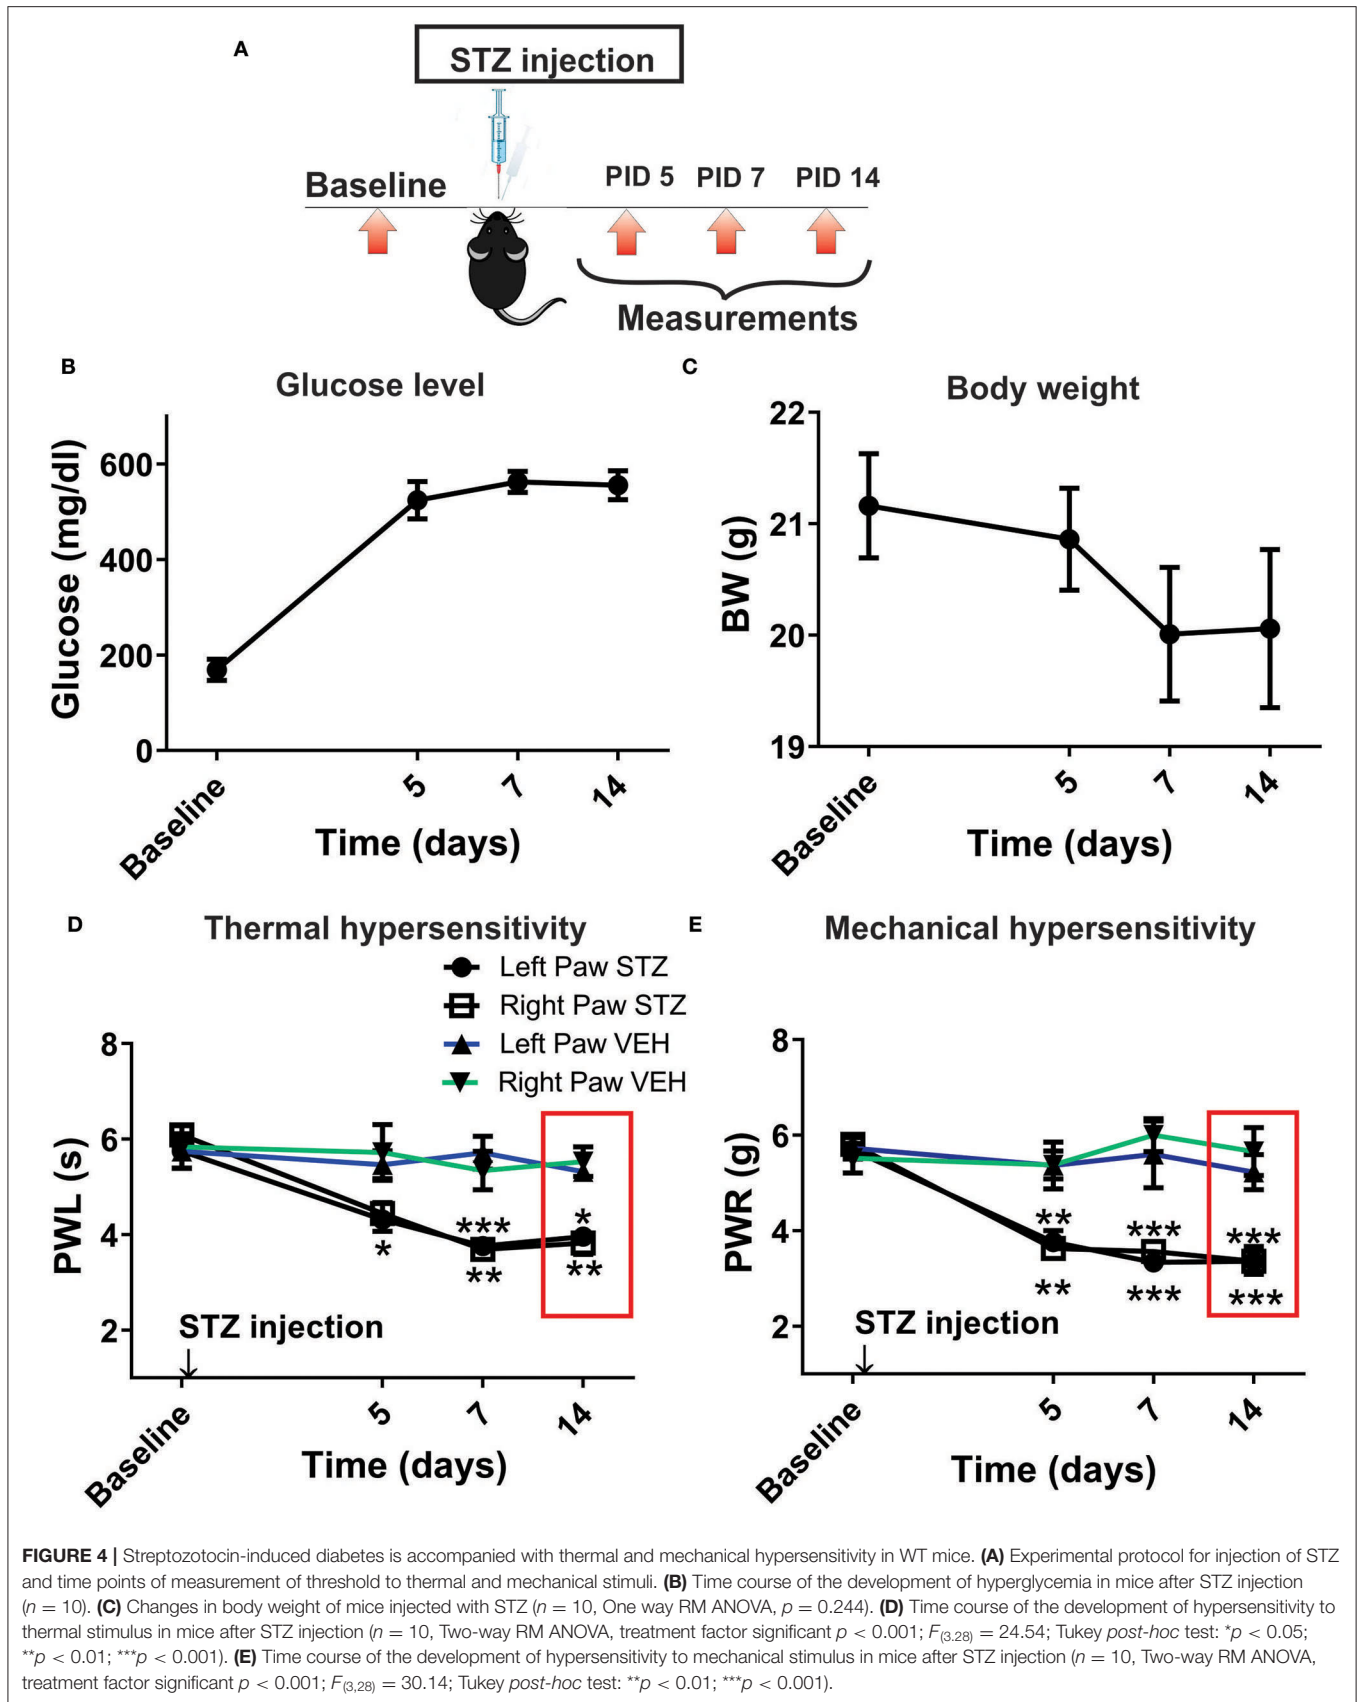 A
STZ injection
Baseline
PID 5 PID 7 PID 14
Measurements
B
Glucose level
Glucose (mg/dl)
600
400
200
0
Baseline
5
7
14
Time (days)
C
Body weight
BW (g)
22
21
20
19
Baseline
5
7
14
Time (days)
D
Thermal hypersensitivity
Left Paw STZ
Right Paw STZ
Left Paw VEH
Right Paw VEH
PWL (s)
8
6
4
2
*
***
**
*
**
STZ injection
↓
Baseline
5
7
14
Time (days)
E
Mechanical hypersensitivity
PWR (g)
8
6
4
2
**
**
***
***
***
***
STZ injection
↓
Baseline
5
7
14
Time (days)
FIGURE 4 | Streptozotocin-induced diabetes is accompanied with thermal and mechanical hypersensitivity in WT mice. (A) Experimental protocol for injection of STZ
and time points of measurement of threshold to thermal and mechanical stimuli. (B) Time course of the development of hyperglycemia in mice after STZ injection
(n = 10). (C) Changes in body weight of mice injected with STZ (n = 10, One way RM ANOVA, p = 0.244). (D) Time course of the development of hypersensitivity to
thermal stimulus in mice after STZ injection (n = 10, Two-way RM ANOVA, treatment factor significant p < 0.001; F(3.28) = 24.54; Tukey post-hoc test: *p < 0.05;
**p < 0.01; ***p < 0.001). (E) Time course of the development of hypersensitivity to mechanical stimulus in mice after STZ injection (n = 10, Two-way RM ANOVA,
treatment factor significant p < 0.001; F(3,28) = 30.14; Tukey post-hoc test: **p < 0.01; ***p < 0.001).